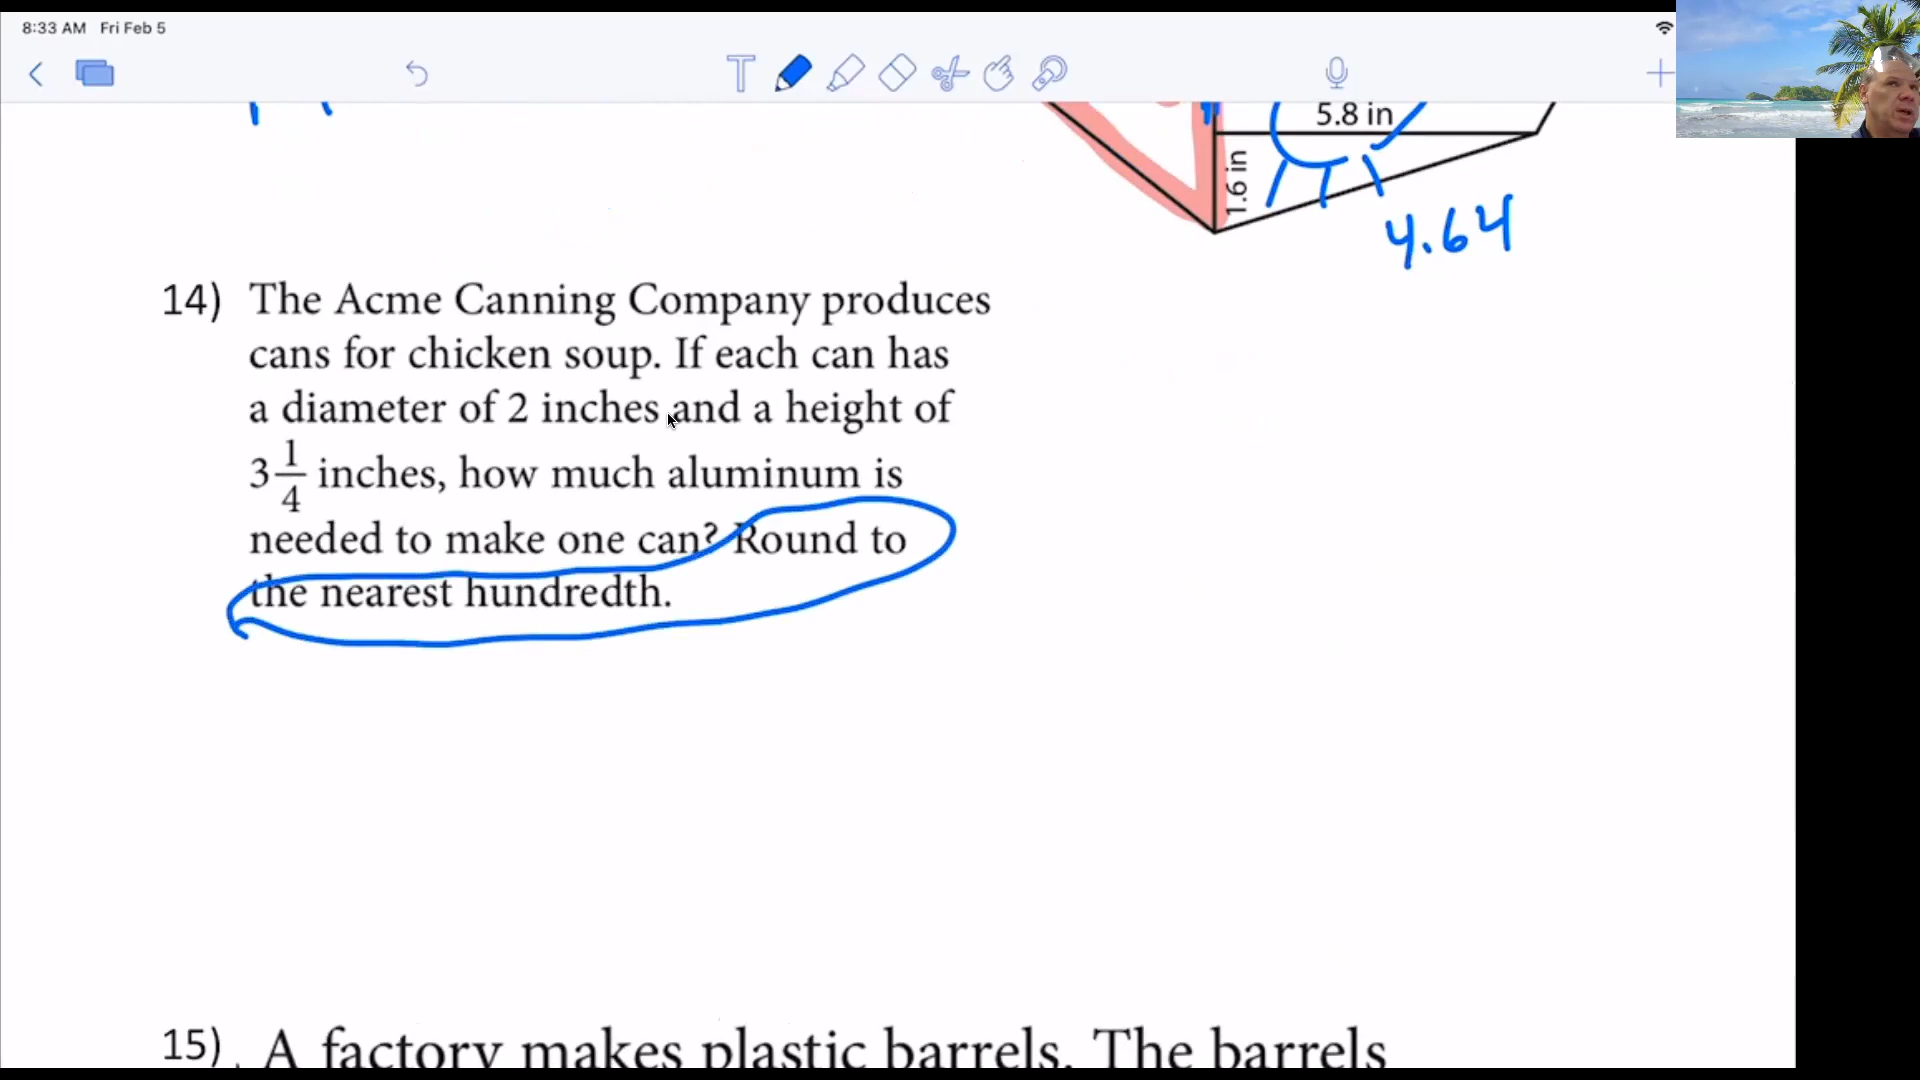 8:33 AM Fri Feb 5
5.8 in
1.6 in
4.64
14) The Acme Canning Company produces
cans for chicken soup. If each can has
a diameter of 2 inches and a height of
3 1/4 inches, how much aluminum is
needed to make one can? Round to
the nearest hundredth.
15) A factory makes plastic barrels. The barrels